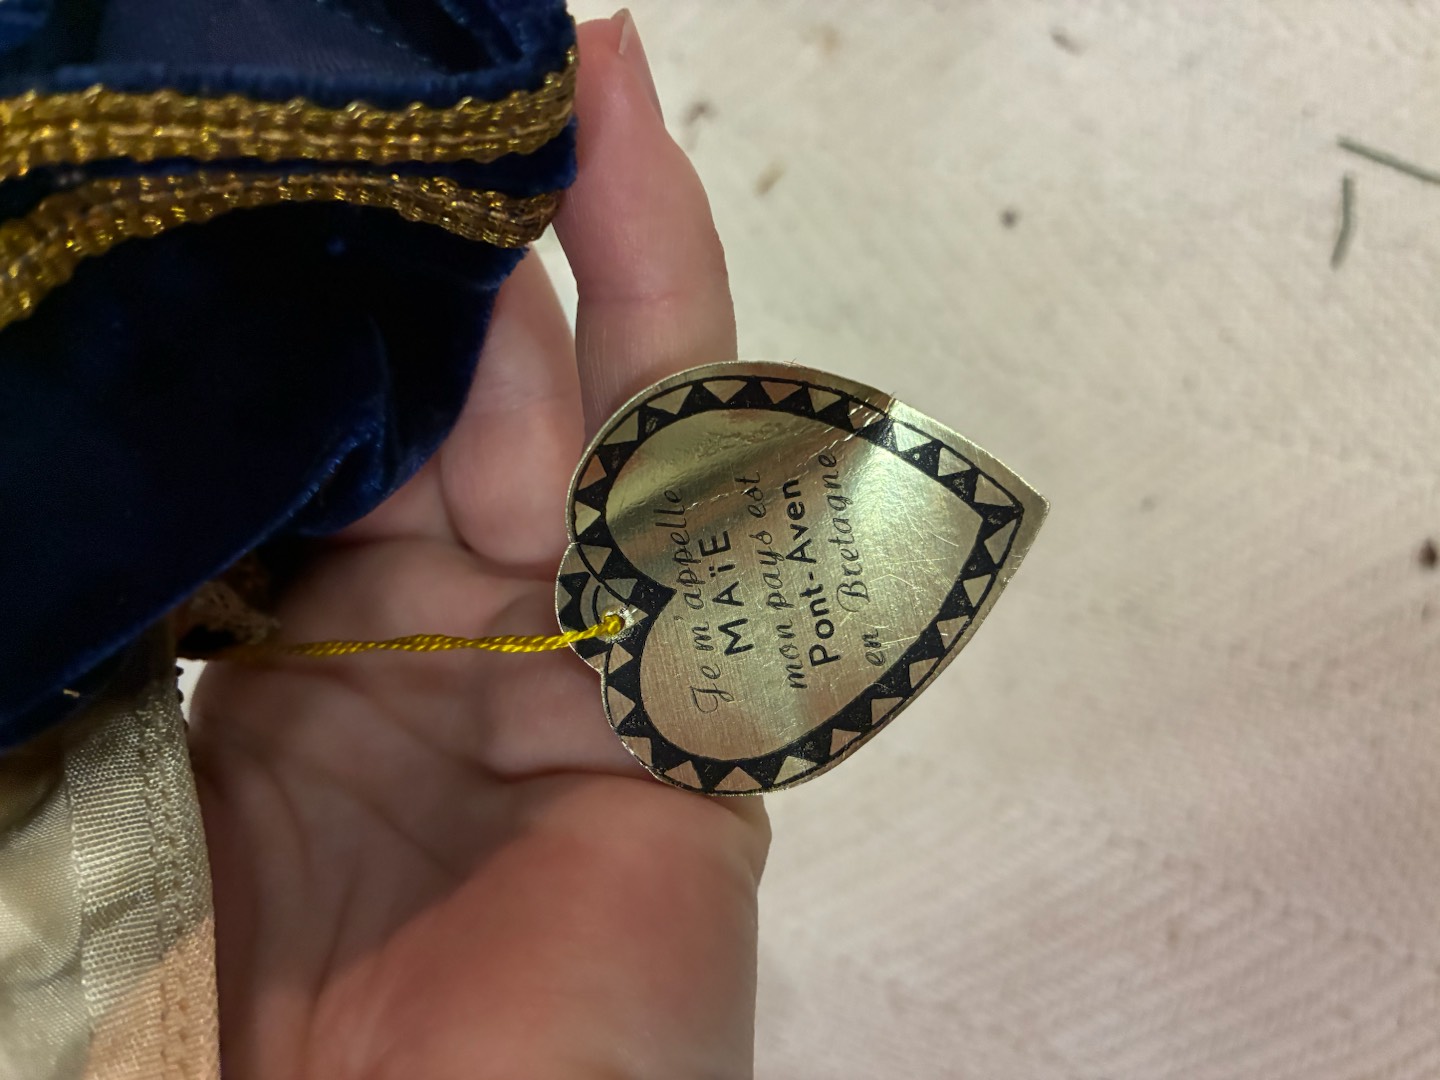 Je m'appelle
MAÏE
mon pays est
Pont-Aven
en Bretagne